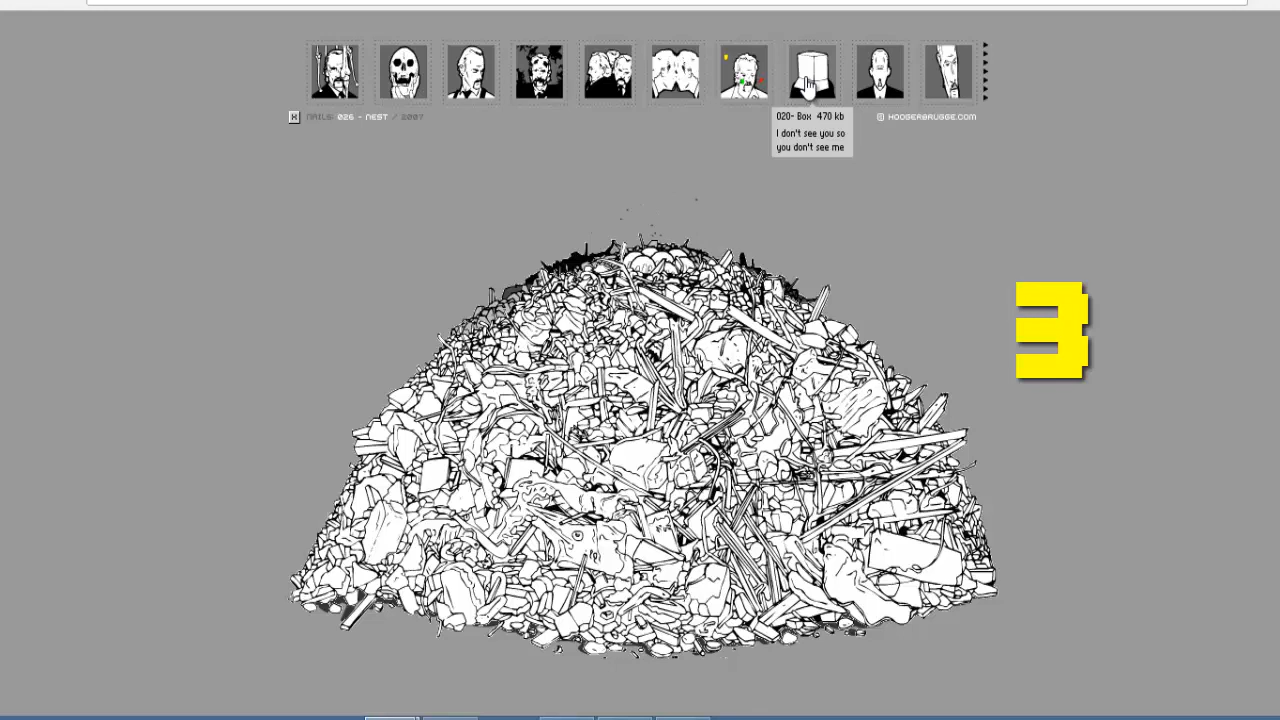 X NAILS: 026 - NEST / 2007
HOOGERBRUGGE.COM
020- Box 470 kb
I don't see you so
you don't see me
3